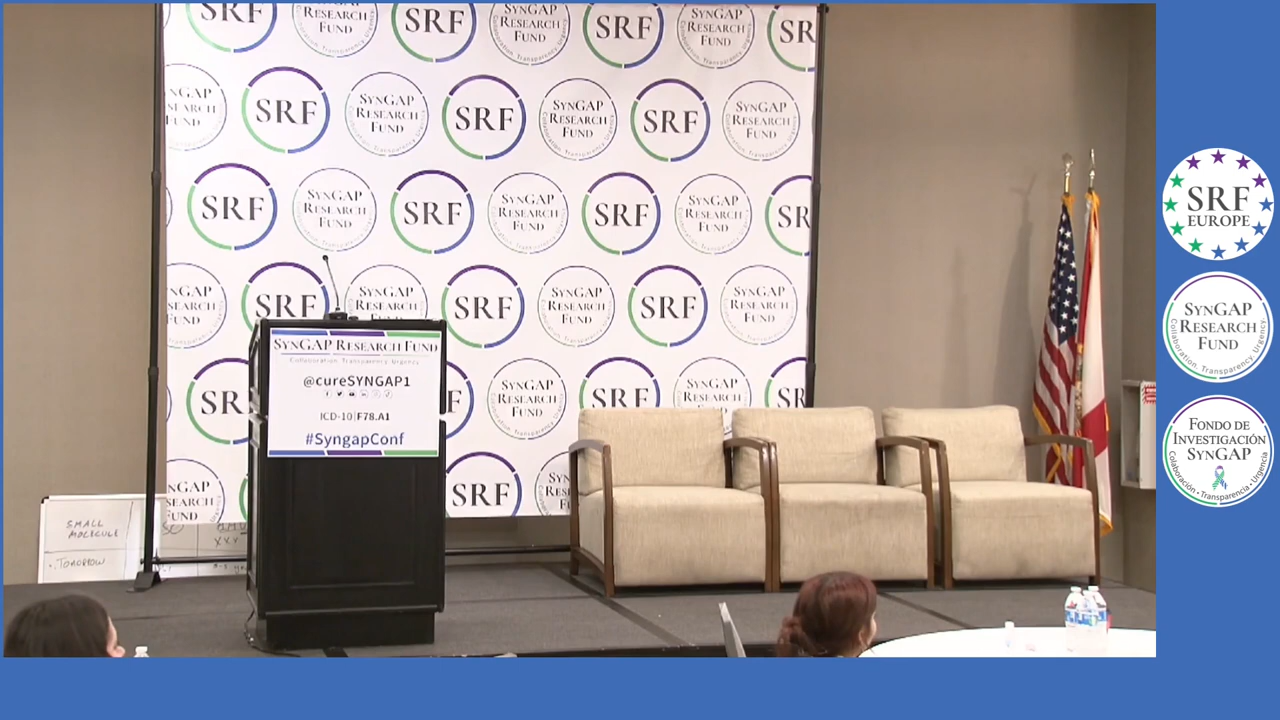 SRF
SYNGAP
RESEARCH
FUND
Collaboration, Transparency, Urgency
SRF
SYNGAP RESEARCH FUND
Collaboration, Transparency, Urgency
@cureSYNGAP1
ICD-10|F78.A1
#SyngapConf
SMALL
MOLECULE
. TOMORROW
SRF
EUROPE
SYNGAP
RESEARCH
FUND
Collaboration, Transparency, Urgency
FONDO DE
INVESTIGACIÓN
SYNGAP
Colaboración • Transparencia • Urgencia